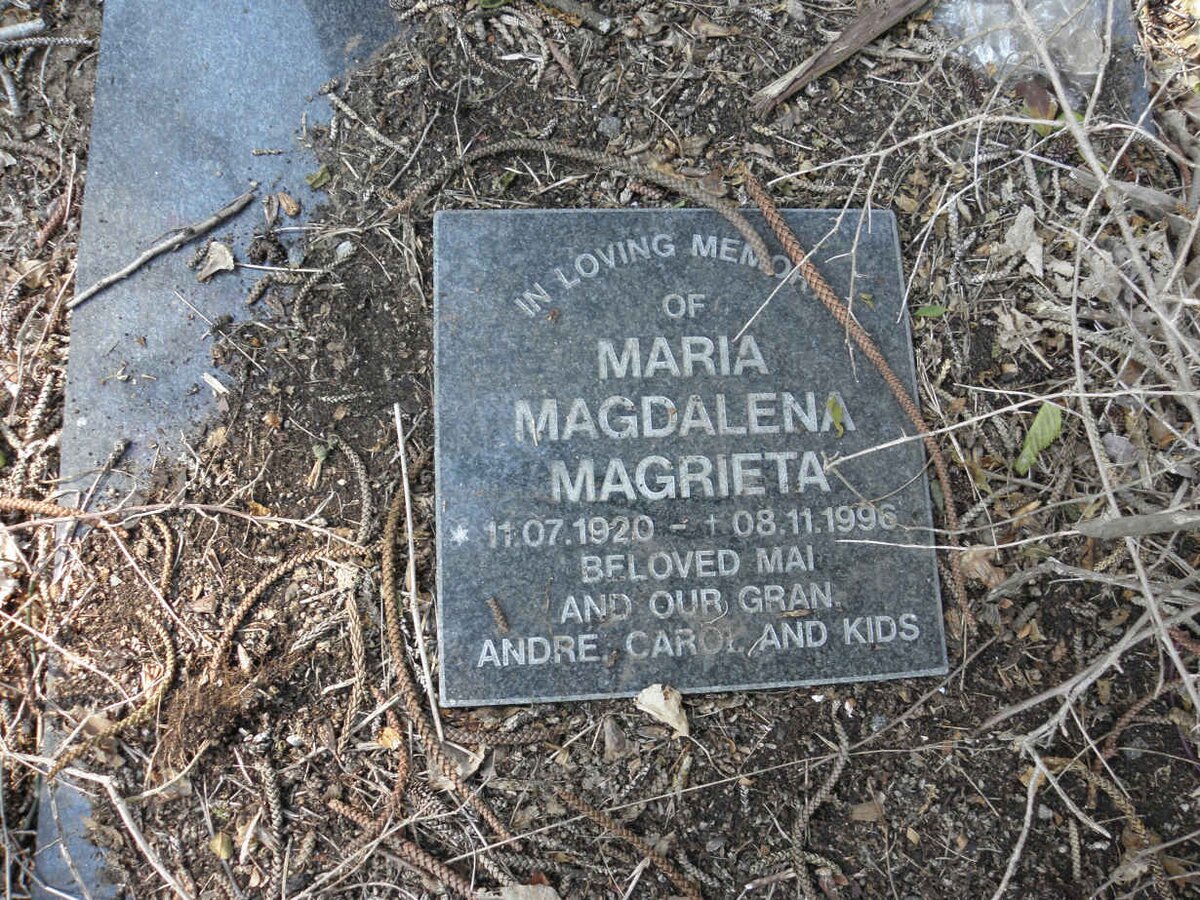 IN LOVING MEMORY
OF
MARIA
MAGDALENA
MAGRIETA
* 11.07.1920 - † 08.11.1996
BELOVED MAI
AND OUR GRAN.
ANDRE, CAROL AND KIDS